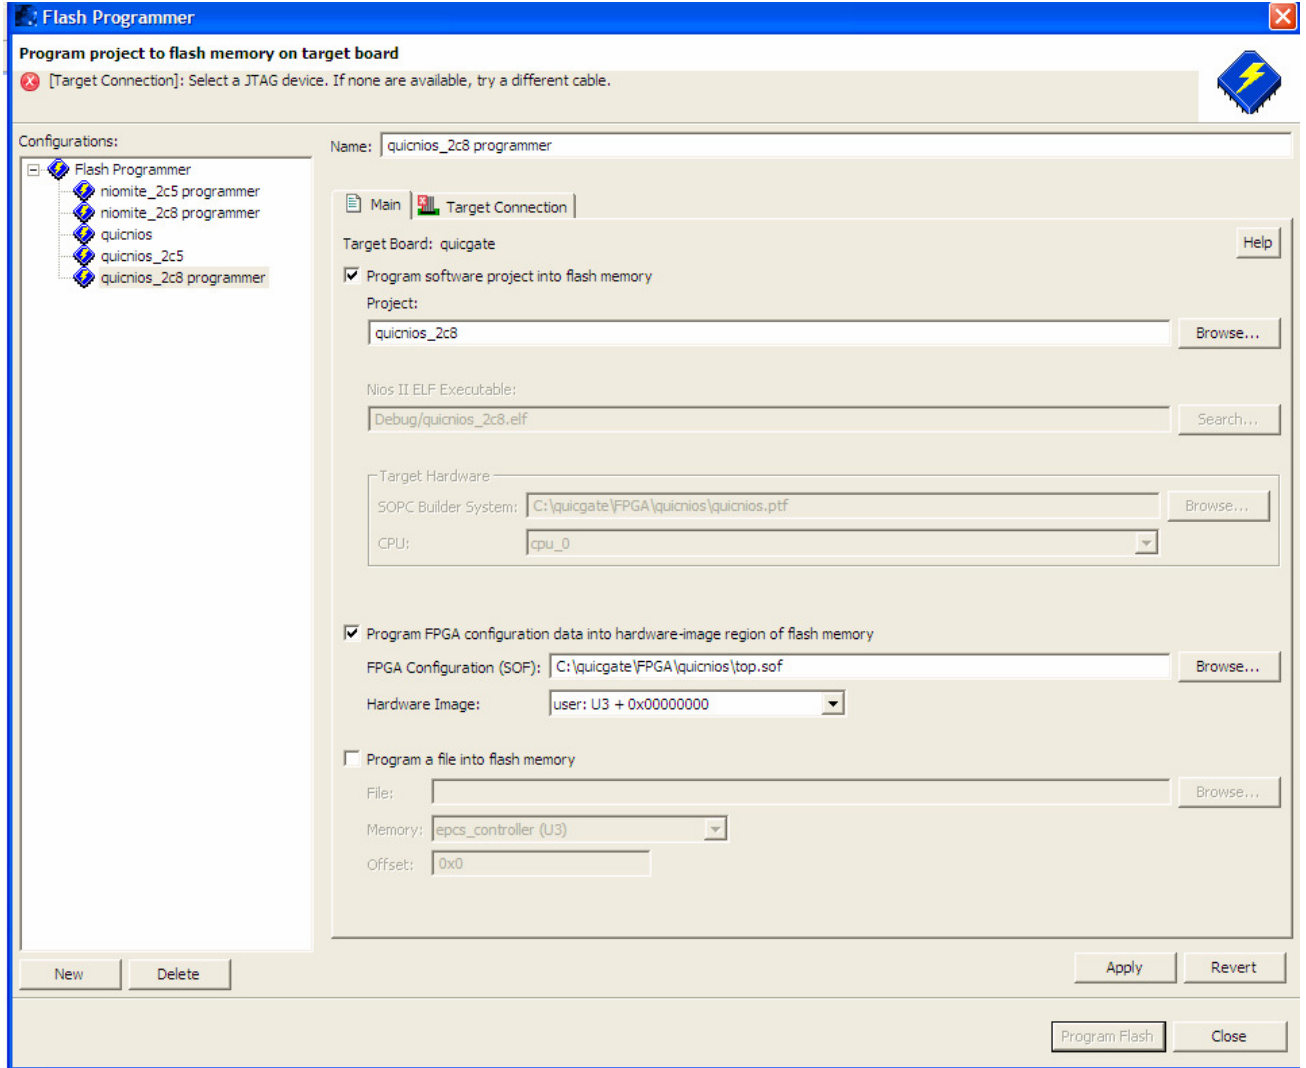 Flash Programmer
Program project to flash memory on target board
[Target Connection]: Select a JTAG device. If none are available, try a different cable.
Configurations:
Flash Programmer
niomite_2c5 programmer
niomite_2c8 programmer
quicnios
quicnios_2c5
quicnios_2c8 programmer
New
Delete
Name: quicnios_2c8 programmer
Main
Target Connection
Target Board: quicgate
Help
Program software project into flash memory
Project:
quicnios_2c8
Browse...
Nios II ELF Executable:
Debug/quicnios_2c8.elf
Search...
Target Hardware
SOPC Builder System: C:\quicgate\FPGA\quicnios\quicnios.ptf
Browse...
CPU: cpu_0
Program FPGA configuration data into hardware-image region of flash memory
FPGA Configuration (SOF): C:\quicgate\FPGA\quicnios\top.sof
Browse...
Hardware Image: user: U3 + 0x00000000
Program a file into flash memory
File:
Browse...
Memory: epcs_controller (U3)
Offset: 0x0
Apply
Revert
Program Flash
Close